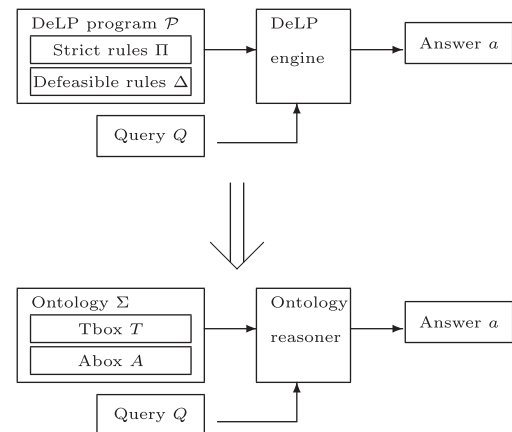 DeLP program 𝒫
Strict rules Π
Defeasible rules Δ
DeLP
engine
Answer a
Query Q
Ontology Σ
Tbox T
Abox A
Ontology
reasoner
Answer a
Query Q